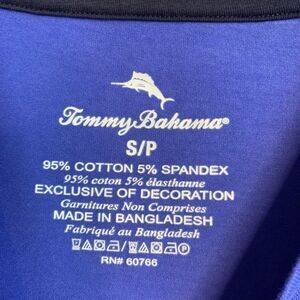 Tommy Bahama®
S/P
95% COTTON 5% SPANDEX
95% coton 5% élasthanne
EXCLUSIVE OF DECORATION
Garnitures Non Comprises
MADE IN BANGLADESH
Fabriqué au Bangladesh
RN# 60766